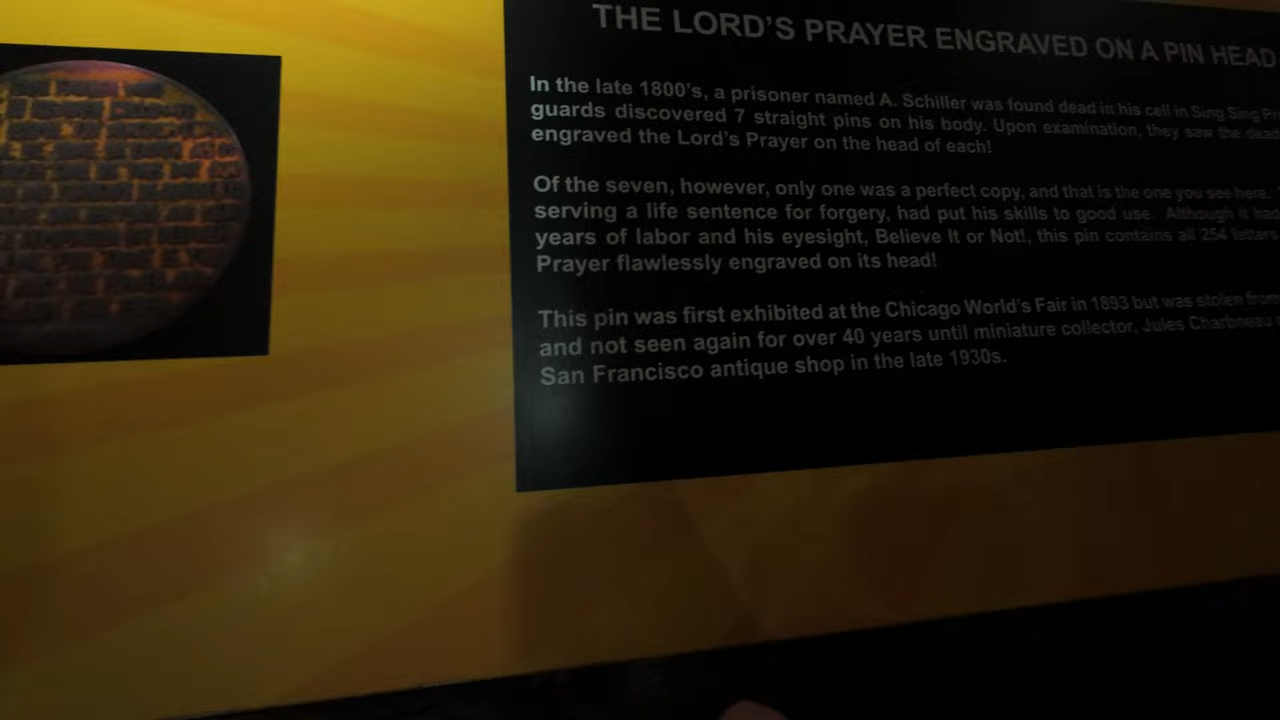 THE LORD'S PRAYER ENGRAVED ON A PIN HEAD
In the late 1800's, a prisoner named A. Schiller was found dead in his cell in Sing Sing
guards discovered 7 straight pins on his body. Upon examination, they saw the dead
engraved the Lord's Prayer on the head of each!
Of the seven, however, only one was a perfect copy, and that is the one you see here.
serving a life sentence for forgery, had put his skills to good use. Although it had
years of labor and his eyesight, Believe It or Not!, this pin contains all 254 letters
Prayer flawlessly engraved on its head!
This pin was first exhibited at the Chicago World's Fair in 1893 but was stolen from
and not seen again for over 40 years until miniature collector, Jules Charbneau
San Francisco antique shop in the late 1930s.